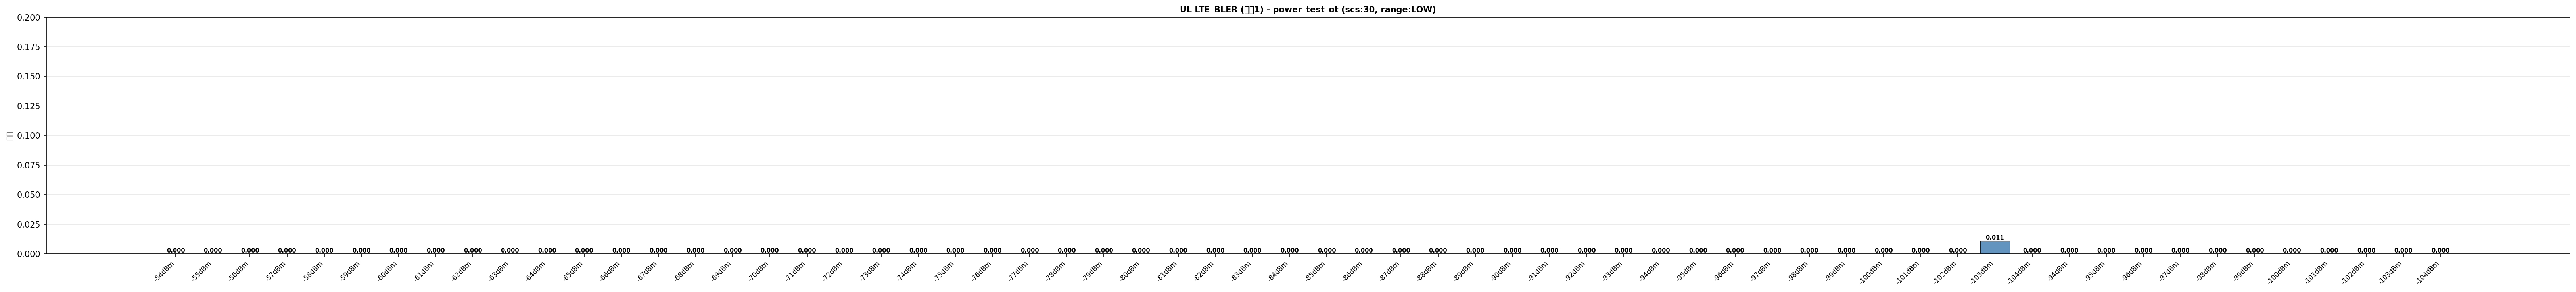 UL LTE_BLER (□□1) - power_test_ot (scs:30, range:LOW)
□□
0.200
0.175
0.150
0.125
0.100
0.075
0.050
0.025
0.000
0.000 0.000 0.000 0.000 0.000 0.000 0.000 0.000 0.000 0.000 0.000 0.000 0.000 0.000 0.000 0.000 0.000 0.000 0.000 0.000 0.000 0.000 0.000 0.000 0.000 0.000 0.000 0.000 0.000 0.000 0.000 0.000 0.000 0.000 0.000 0.000 0.000 0.000 0.000 0.000 0.000 0.000 0.000 0.000 0.000 0.000 0.000 0.000 0.000 0.011 0.000 0.000 0.000 0.000 0.000 0.000 0.000 0.000 0.000 0.000 0.000 0.000
-54dBm
-55dBm
-56dBm
-57dBm
-58dBm
-59dBm
-60dBm
-61dBm
-62dBm
-63dBm
-64dBm
-65dBm
-66dBm
-67dBm
-68dBm
-69dBm
-70dBm
-71dBm
-72dBm
-73dBm
-74dBm
-75dBm
-76dBm
-77dBm
-78dBm
-79dBm
-80dBm
-81dBm
-82dBm
-83dBm
-84dBm
-85dBm
-86dBm
-87dBm
-88dBm
-89dBm
-90dBm
-91dBm
-92dBm
-93dBm
-94dBm
-95dBm
-96dBm
-97dBm
-98dBm
-99dBm
-100dBm
-101dBm
-102dBm
-103dBm
-104dBm
-94dBm
-95dBm
-96dBm
-97dBm
-98dBm
-99dBm
-100dBm
-101dBm
-102dBm
-103dBm
-104dBm